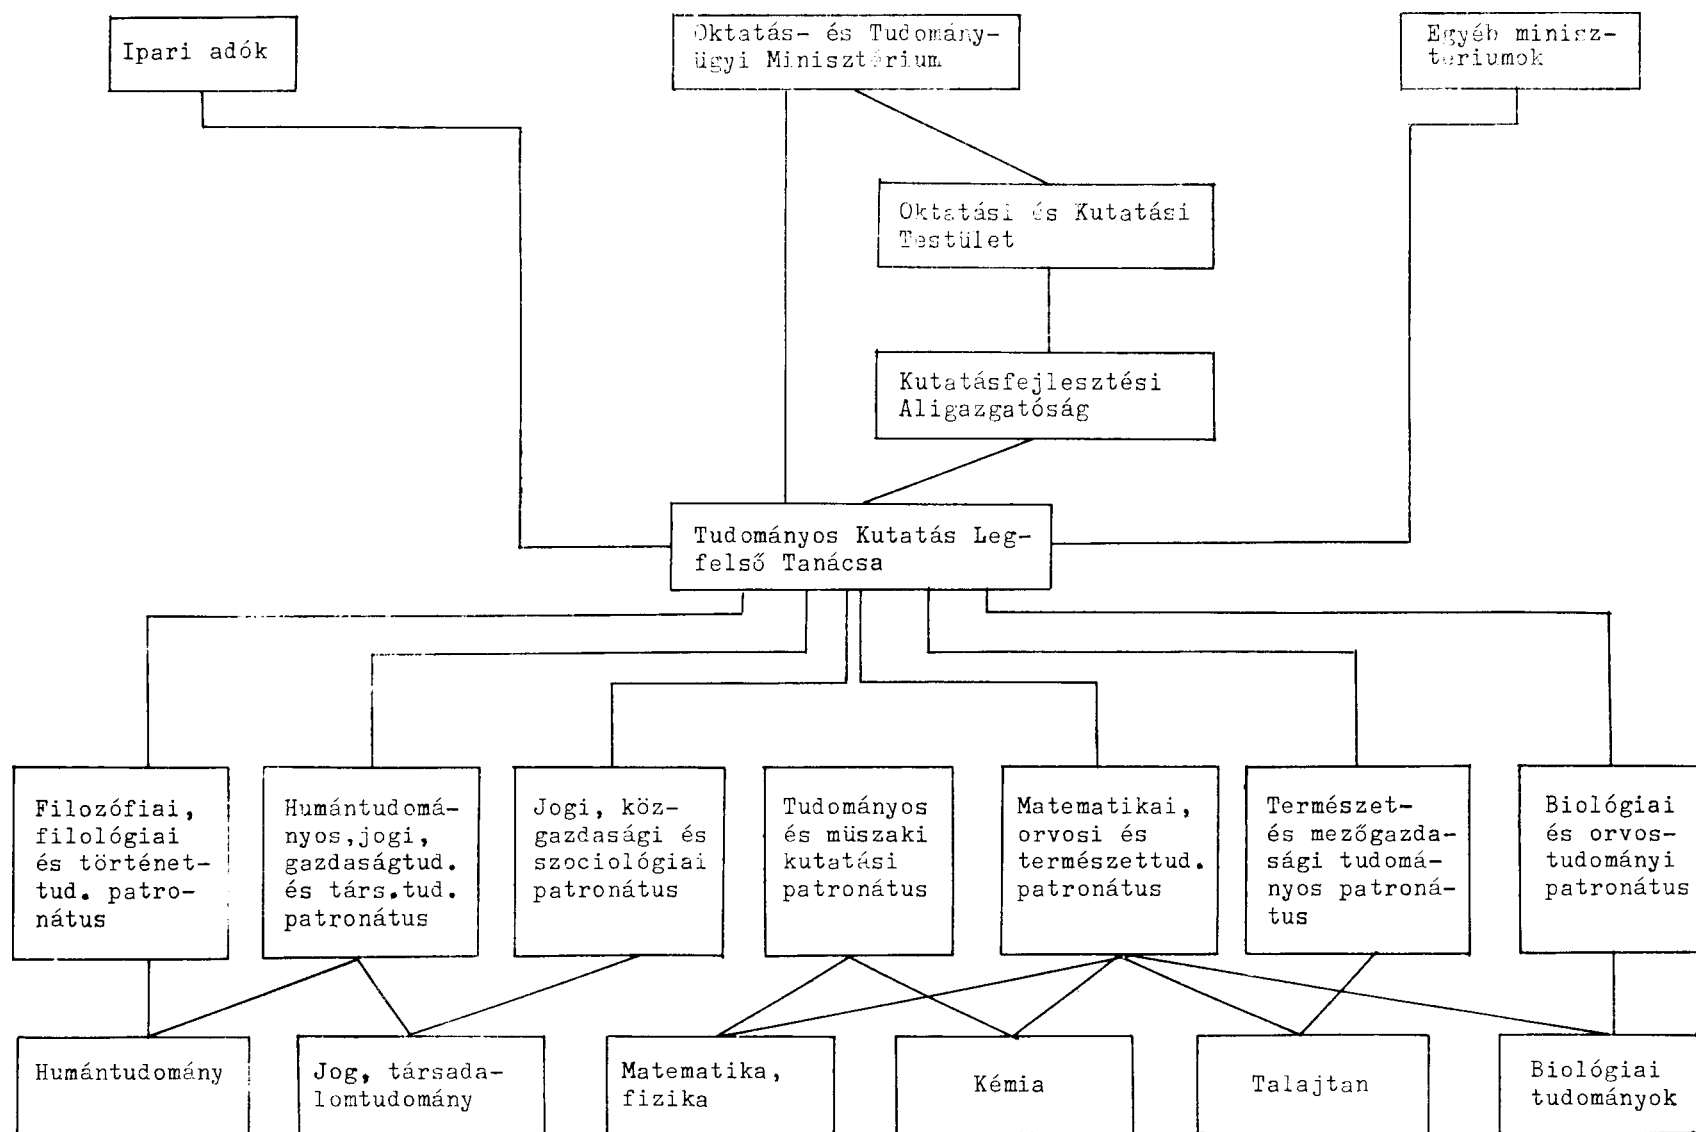 Ipari adók
Oktatás- és Tudomány-
ügyi Minisztérium
Egyéb minisz-
tériumok
Oktatási és Kutatási
Testület
Kutatásfejlesztési
Aligazgatóság
Tudományos Kutatás Leg-
felső Tanácsa
Filozófiai,
filológiai
és történet-
tud. patro-
nátus
Humántudomá-
nyos,jogi,
gazdaságtud.
és társ.tud.
patronátus
Jogi, köz-
gazdasági és
szociológiai
patronátus
Tudományos
és müszaki
kutatási
patronátus
Matematikai,
orvosi és
természettud.
patronátus
Természet-
és mezőgazda-
sági tudomá-
nyos patroná-
tus
Biológiai
és orvos-
tudományi
patronátus
Humántudomány
Jog, társada-
lomtudomány
Matematika,
fizika
Kémia
Talajtan
Biológiai
tudományok